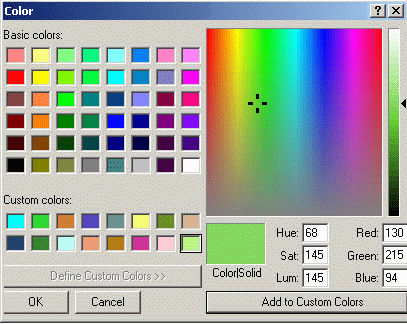 Color
Basic colors:
Custom colors:
Define Custom Colors >>
OK Cancel
Color|Solid
Hue: 68 Red: 130
Sat: 145 Green: 215
Lum: 145 Blue: 94
Add to Custom Colors